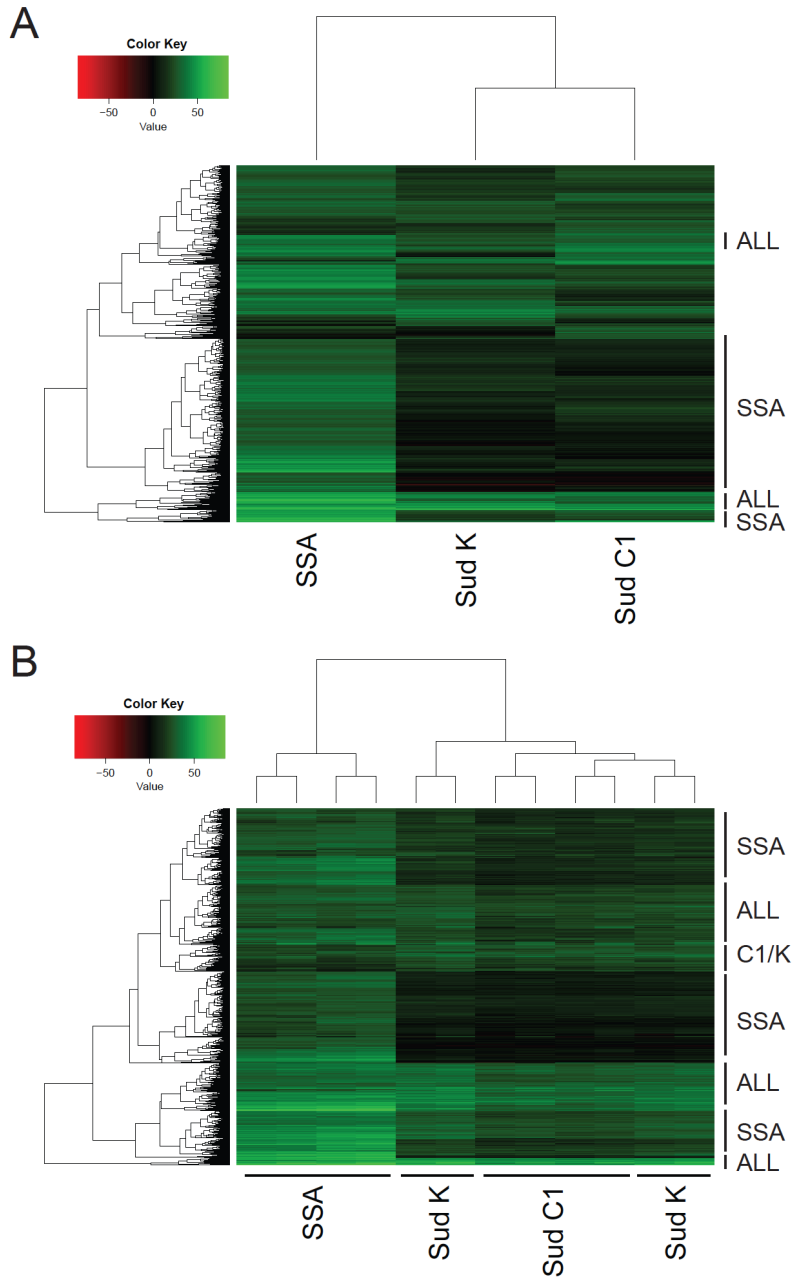 A
Color Key
−50 0 50
Value
ALL
SSA
ALL
SSA
SSA
Sud K
Sud C1
B
Color Key
−50 0 50
Value
SSA
ALL
C1/K
SSA
ALL
SSA
ALL
SSA
Sud K
Sud C1
Sud K